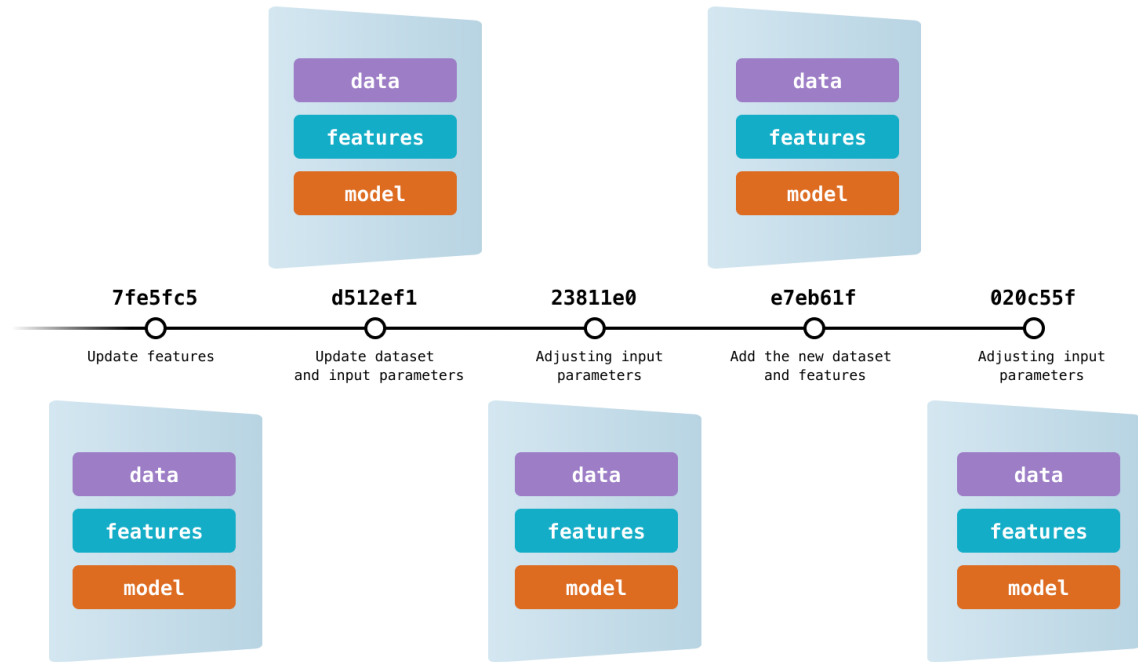 data
features
model
data
features
model
7fe5fc5
d512ef1
23811e0
e7eb61f
020c55f
Update features
Update dataset
and input parameters
Adjusting input
parameters
Add the new dataset
and features
Adjusting input
parameters
data
features
model
data
features
model
data
features
model